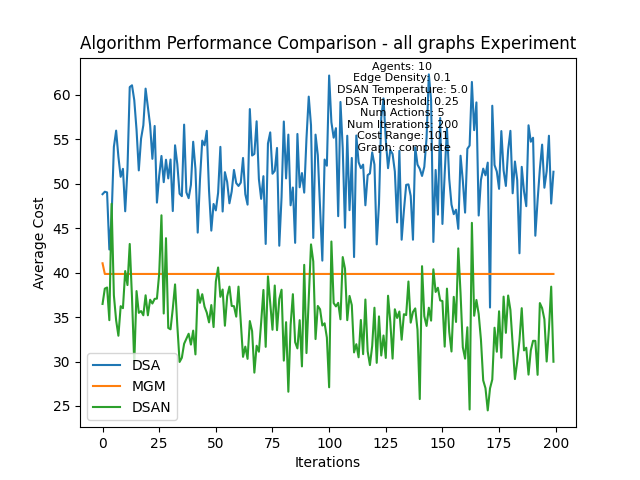 Algorithm Performance Comparison - all graphs Experiment
Agents: 10
Edge Density: 0.1
DSAN Temperature: 5.0
DSA Threshold: 0.25
Num Actions: 5
Num Iterations: 200
Cost Range: 101
Graph: complete
Average Cost
60
55
50
45
40
35
30
25
DSA
MGM
DSAN
0
25
50
75
100
125
150
175
200
Iterations